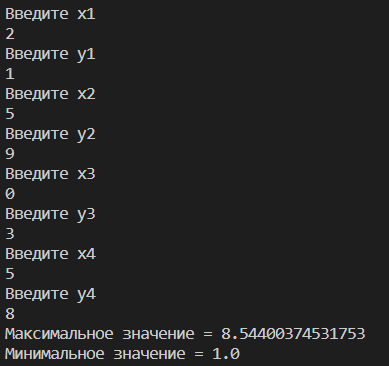 Введите x1
2
Введите y1
1
Введите x2
5
Введите y2
9
Введите x3
0
Введите y3
3
Введите x4
5
Введите y4
8
Максимальное значение = 8.54400374531753
Минимальное значение = 1.0